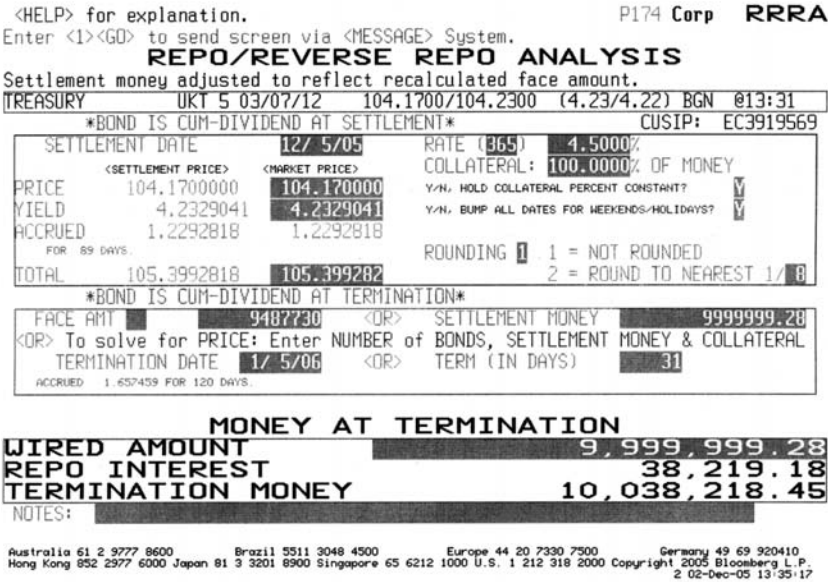 <HELP> for explanation. P174 Corp RRRA
Enter <1><GO> to send screen via <MESSAGE> System.
REPO/REVERSE REPO ANALYSIS
Settlement money adjusted to reflect recalculated face amount.
TREASURY UKT 5 03/07/12 104.1700/104.2300 (4.23/4.22) BGN @13:31
*BOND IS CUM-DIVIDEND AT SETTLEMENT* CUSIP: EC3919569
SETTLEMENT DATE 12/ 5/05 RATE (365) 4.5000%
<SETTLEMENT PRICE> <MARKET PRICE> COLLATERAL: 100.0000% OF MONEY
PRICE 104.1700000 104.170000 Y/N, HOLD COLLATERAL PERCENT CONSTANT? Y
YIELD 4.2329041 4.2329041 Y/N, BUMP ALL DATES FOR WEEKENDS/HOLIDAYS? Y
ACCRUED 1.2292818 1.2292818
FOR 89 DAYS. ROUNDING 1 1 = NOT ROUNDED
TOTAL 105.3992818 105.399282 2 = ROUND TO NEAREST 1/ 8
*BOND IS CUM-DIVIDEND AT TERMINATION*
FACE AMT 9487730 <OR> SETTLEMENT MONEY 9999999.28
<OR> To solve for PRICE: Enter NUMBER of BONDS, SETTLEMENT MONEY & COLLATERAL
TERMINATION DATE 1/ 5/06 <OR> TERM (IN DAYS) 31
ACCRUED 1.657459 FOR 120 DAYS.
MONEY AT TERMINATION
WIRED AMOUNT 9,999,999.28
REPO INTEREST 38,219.18
TERMINATION MONEY 10,038,218.45
NOTES:
Australia 61 2 9777 8600 Brazil 5511 3048 4500 Europe 44 20 7330 7500 Germany 49 69 920410
Hong Kong 852 2977 6000 Japan 81 3 3201 8900 Singapore 65 6212 1000 U.S. 1 212 318 2000 Copyright 2005 Bloomberg L.P.
2 02-Dec-05 13:35:17